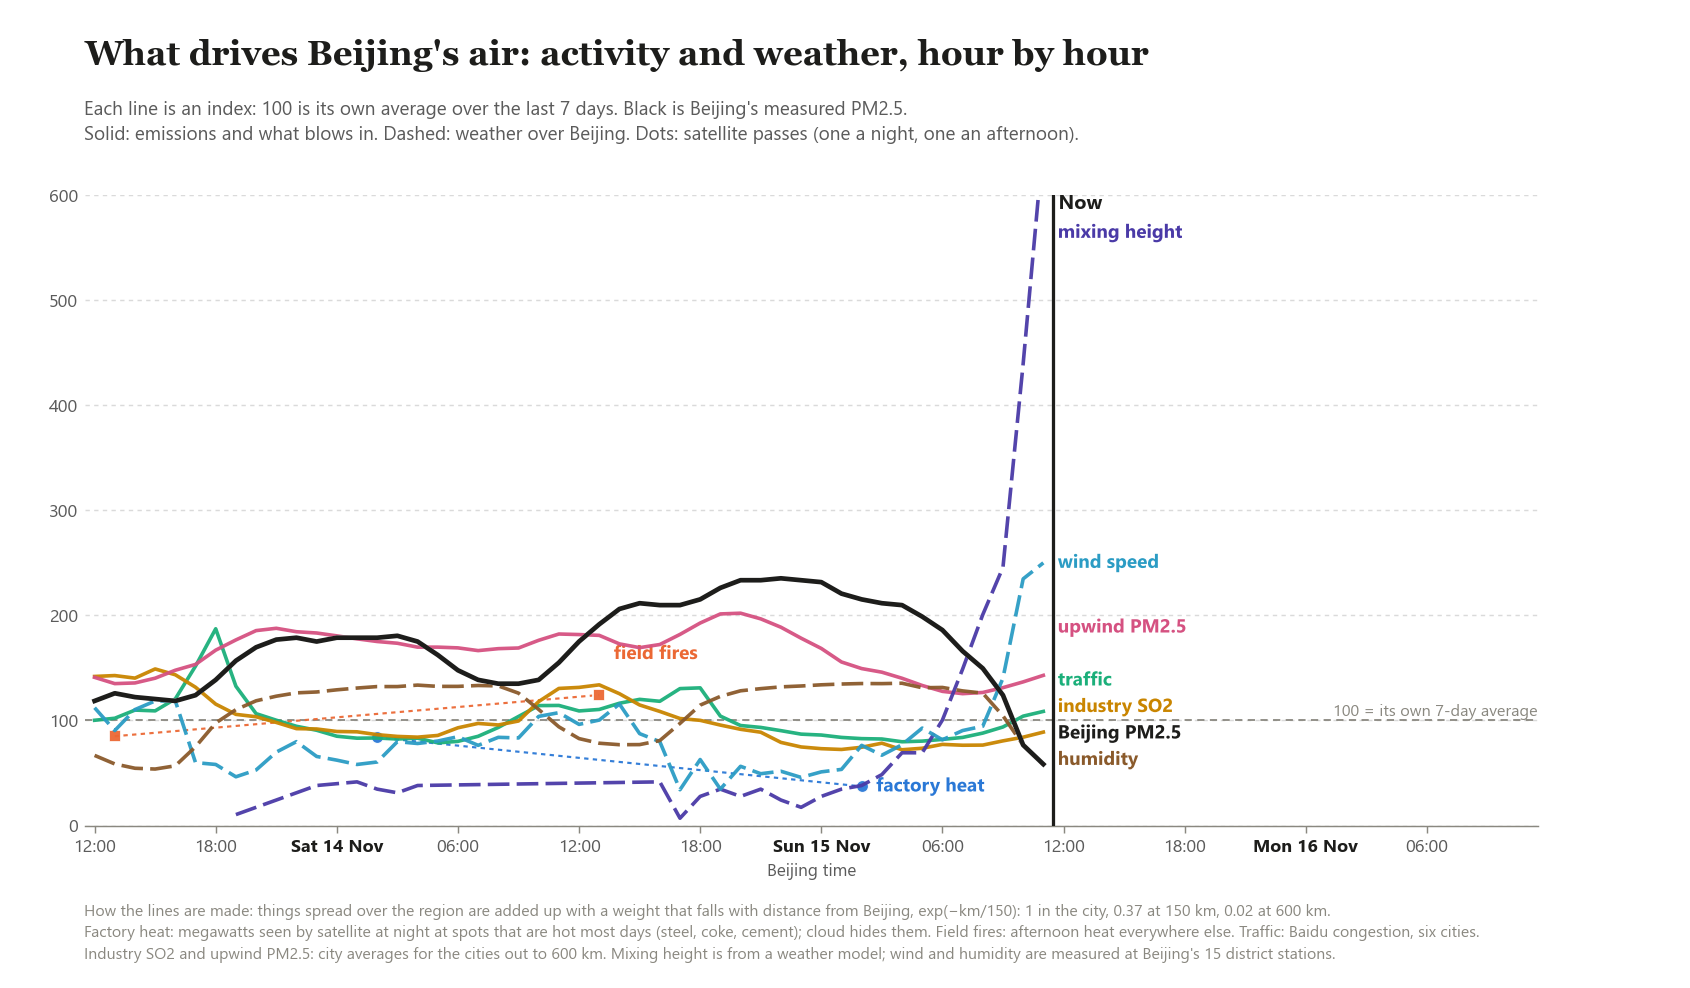 What drives Beijing's air: activity and weather, hour by hour
Each line is an index: 100 is its own average over the last 7 days. Black is Beijing's measured PM2.5.
Solid: emissions and what blows in. Dashed: weather over Beijing. Dots: satellite passes (one a night, one an afternoon).
600
Now
mixing height
500
400
300
wind speed
200
upwind PM2.5
field fires
traffic
industry SO2
100 = its own 7-day average
100
Beijing PM2.5
humidity
factory heat
0
12:00 18:00 Sat 14 Nov 06:00 12:00 18:00 Sun 15 Nov 06:00 12:00 18:00 Mon 16 Nov 06:00
Beijing time
How the lines are made: things spread over the region are added up with a weight that falls with distance from Beijing, exp(−km/150): 1 in the city, 0.37 at 150 km, 0.02 at 600 km.
Factory heat: megawatts seen by satellite at night at spots that are hot most days (steel, coke, cement); cloud hides them. Field fires: afternoon heat everywhere else. Traffic: Baidu congestion, six cities.
Industry SO2 and upwind PM2.5: city averages for the cities out to 600 km. Mixing height is from a weather model; wind and humidity are measured at Beijing's 15 district stations.